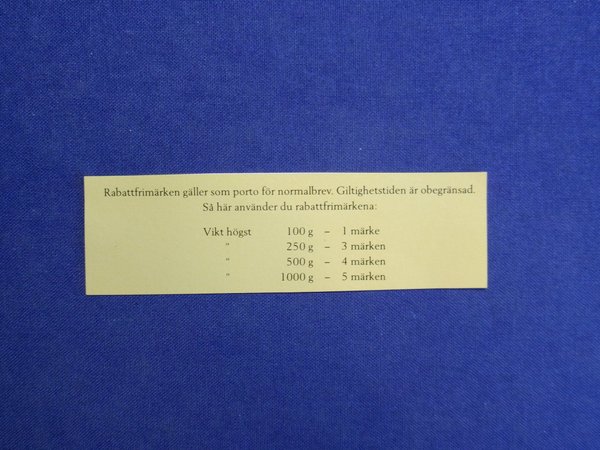 Rabattfrimärken gäller som porto för normalbrev. Giltighetstiden är obegränsad.
Så här använder du rabattfrimärkena:
Vikt högst 100 g – 1 märke
" 250 g – 3 märken
" 500 g – 4 märken
" 1000 g – 5 märken